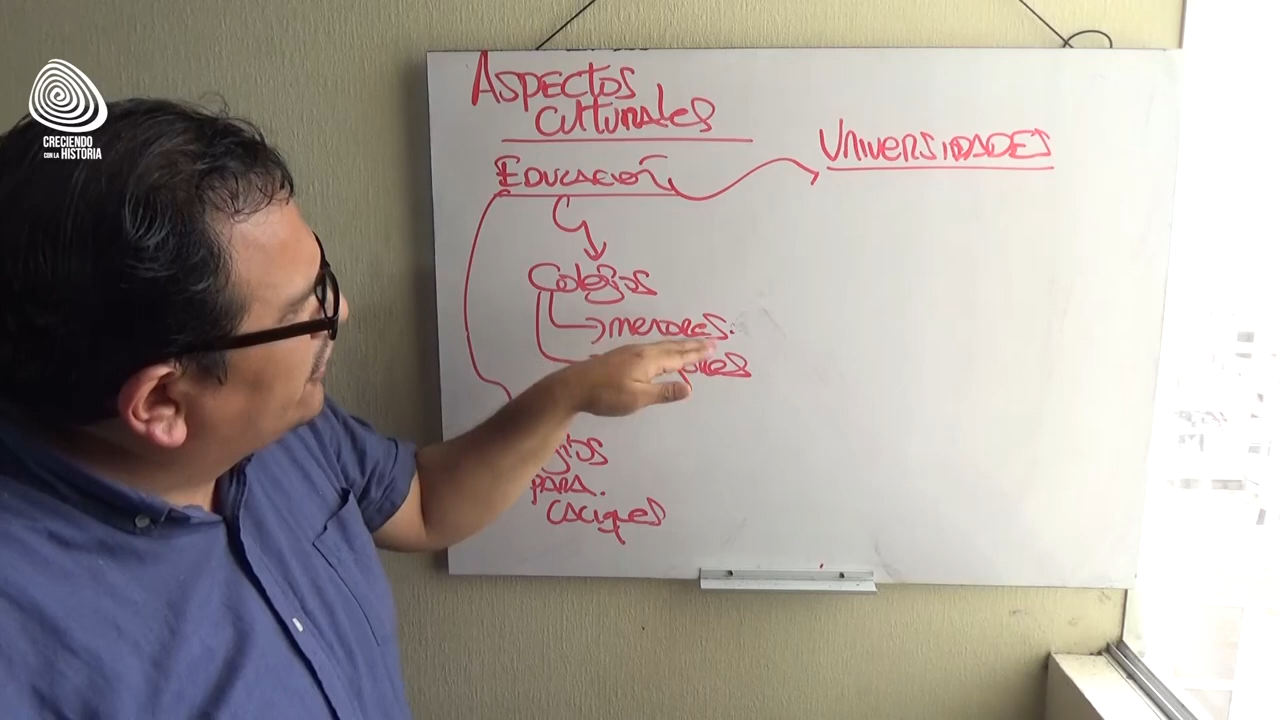 CRECIENDO
CON LA HISTORIA
ASPECTOS
CULTURALES
EDUCACIÓN
UNIVERSIDADES
Colegios
menores.
PARA.
CACIQUES